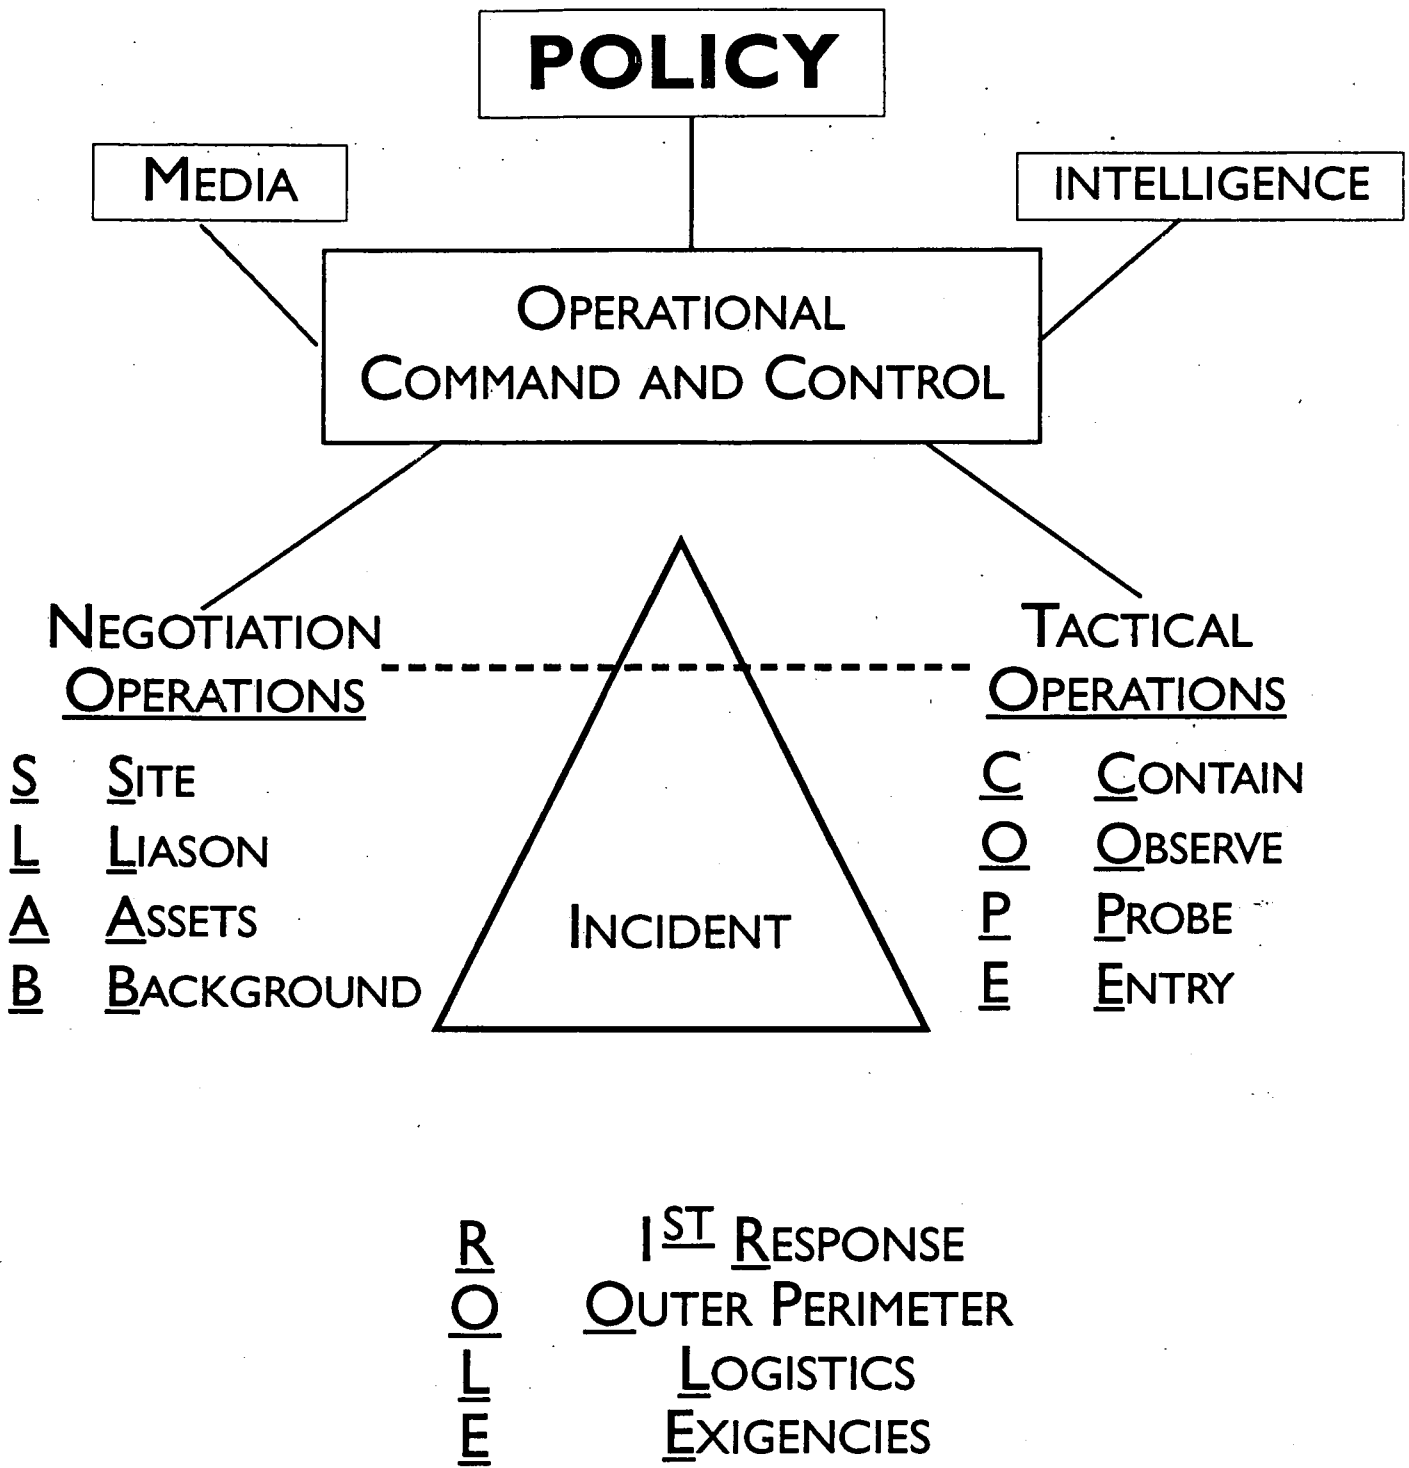 POLICY
MEDIA
INTELLIGENCE
OPERATIONAL
COMMAND AND CONTROL
NEGOTIATION
OPERATIONS
S SITE
L LIASON
A ASSETS
B BACKGROUND
TACTICAL
OPERATIONS
C CONTAIN
O OBSERVE
P PROBE
E ENTRY
INCIDENT
R 1ST RESPONSE
O OUTER PERIMETER
L LOGISTICS
E EXIGENCIES